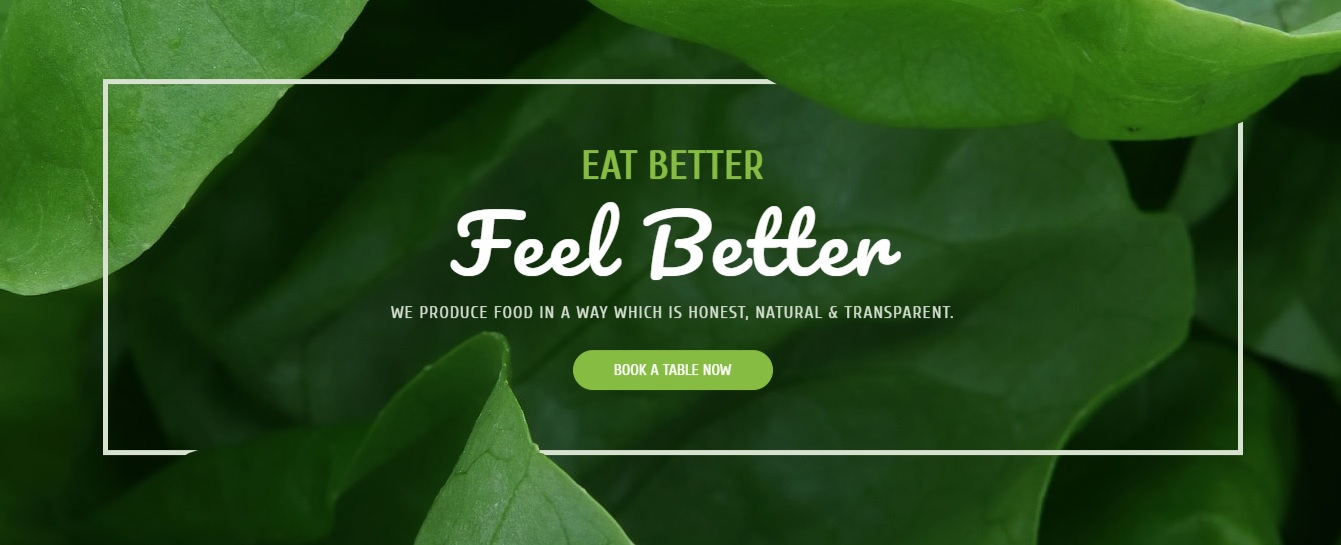 EAT BETTER
Feel Better
WE PRODUCE FOOD IN A WAY WHICH IS HONEST, NATURAL & TRANSPARENT.
BOOK A TABLE NOW